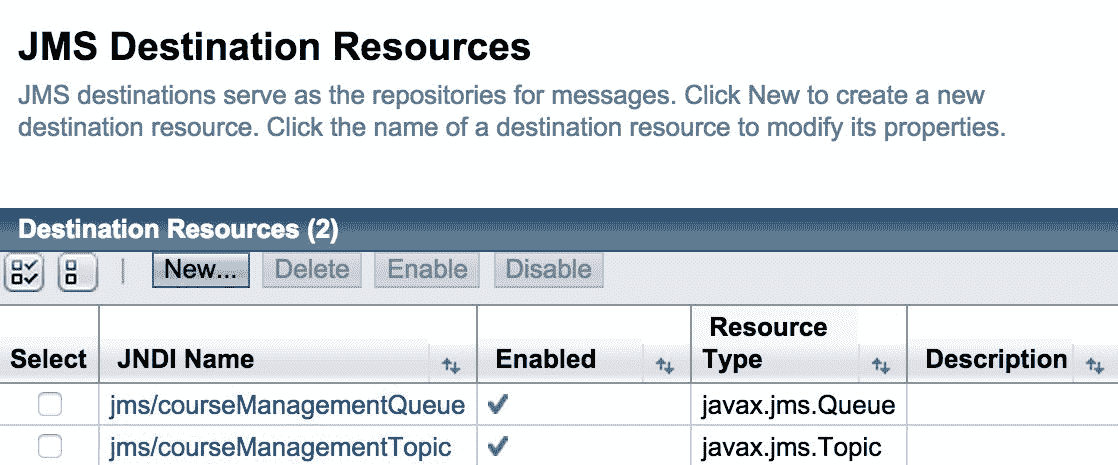 JMS Destination Resources
JMS destinations serve as the repositories for messages. Click New to create a new
destination resource. Click the name of a destination resource to modify its properties.
Destination Resources (2)
New... Delete Enable Disable
Select JNDI Name Enabled Resource Type Description
jms/courseManagementQueue javax.jms.Queue
jms/courseManagementTopic javax.jms.Topic